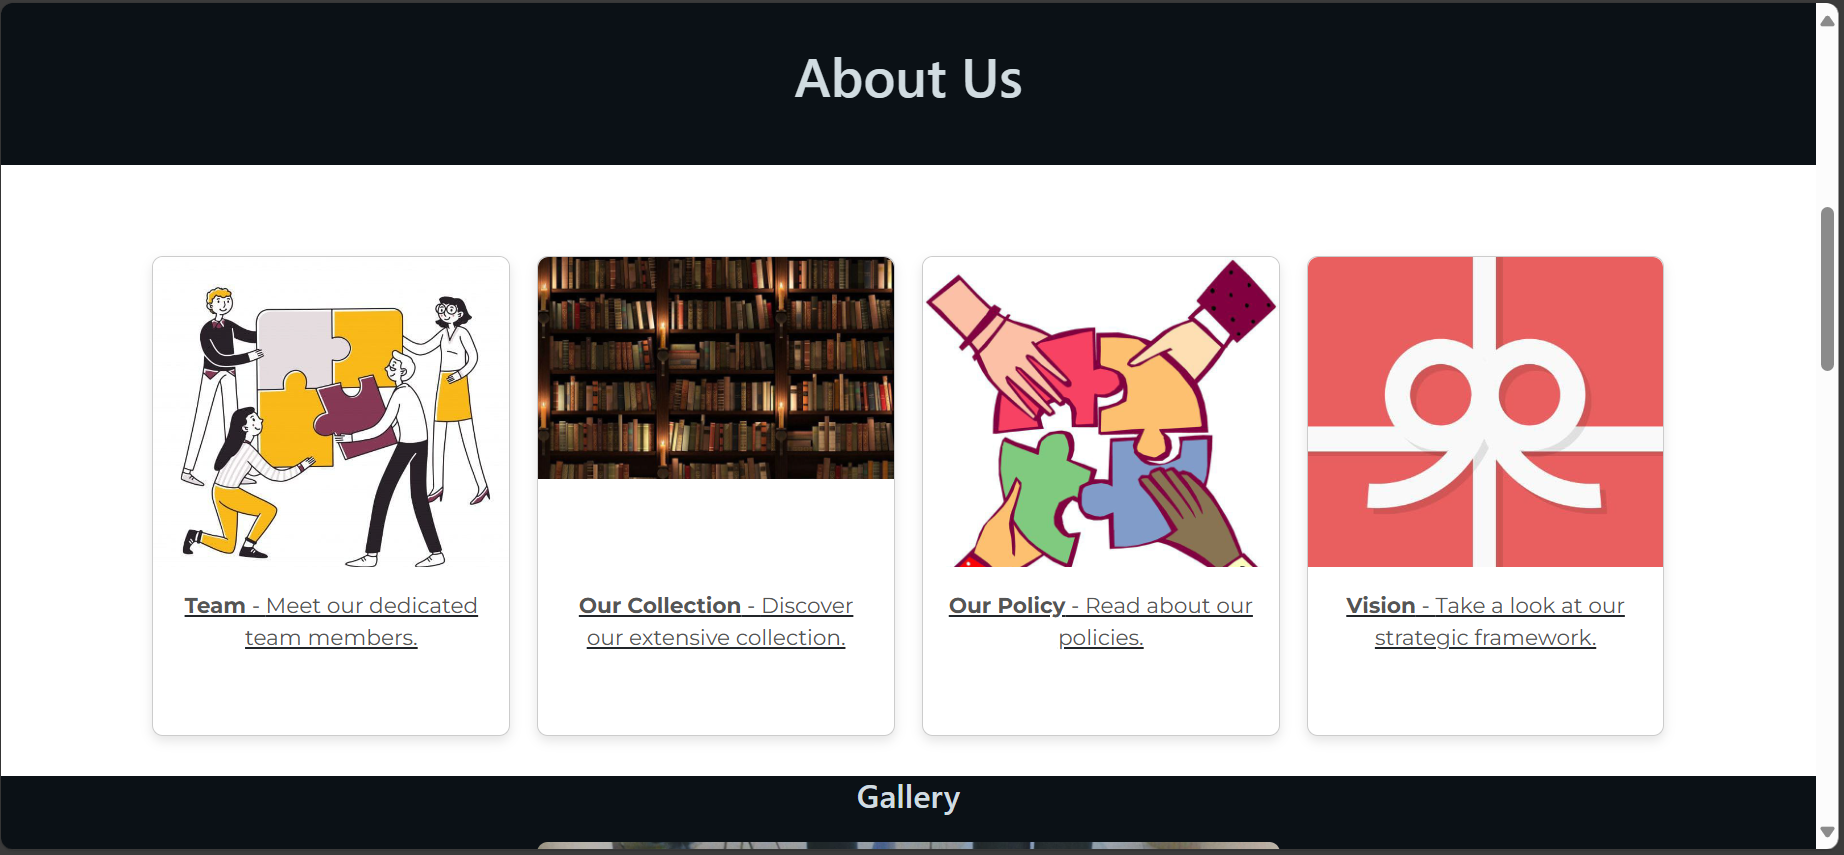 About Us
Team - Meet our dedicated
team members.
Our Collection - Discover
our extensive collection.
Our Policy - Read about our
policies.
Vision - Take a look at our
strategic framework.
Gallery